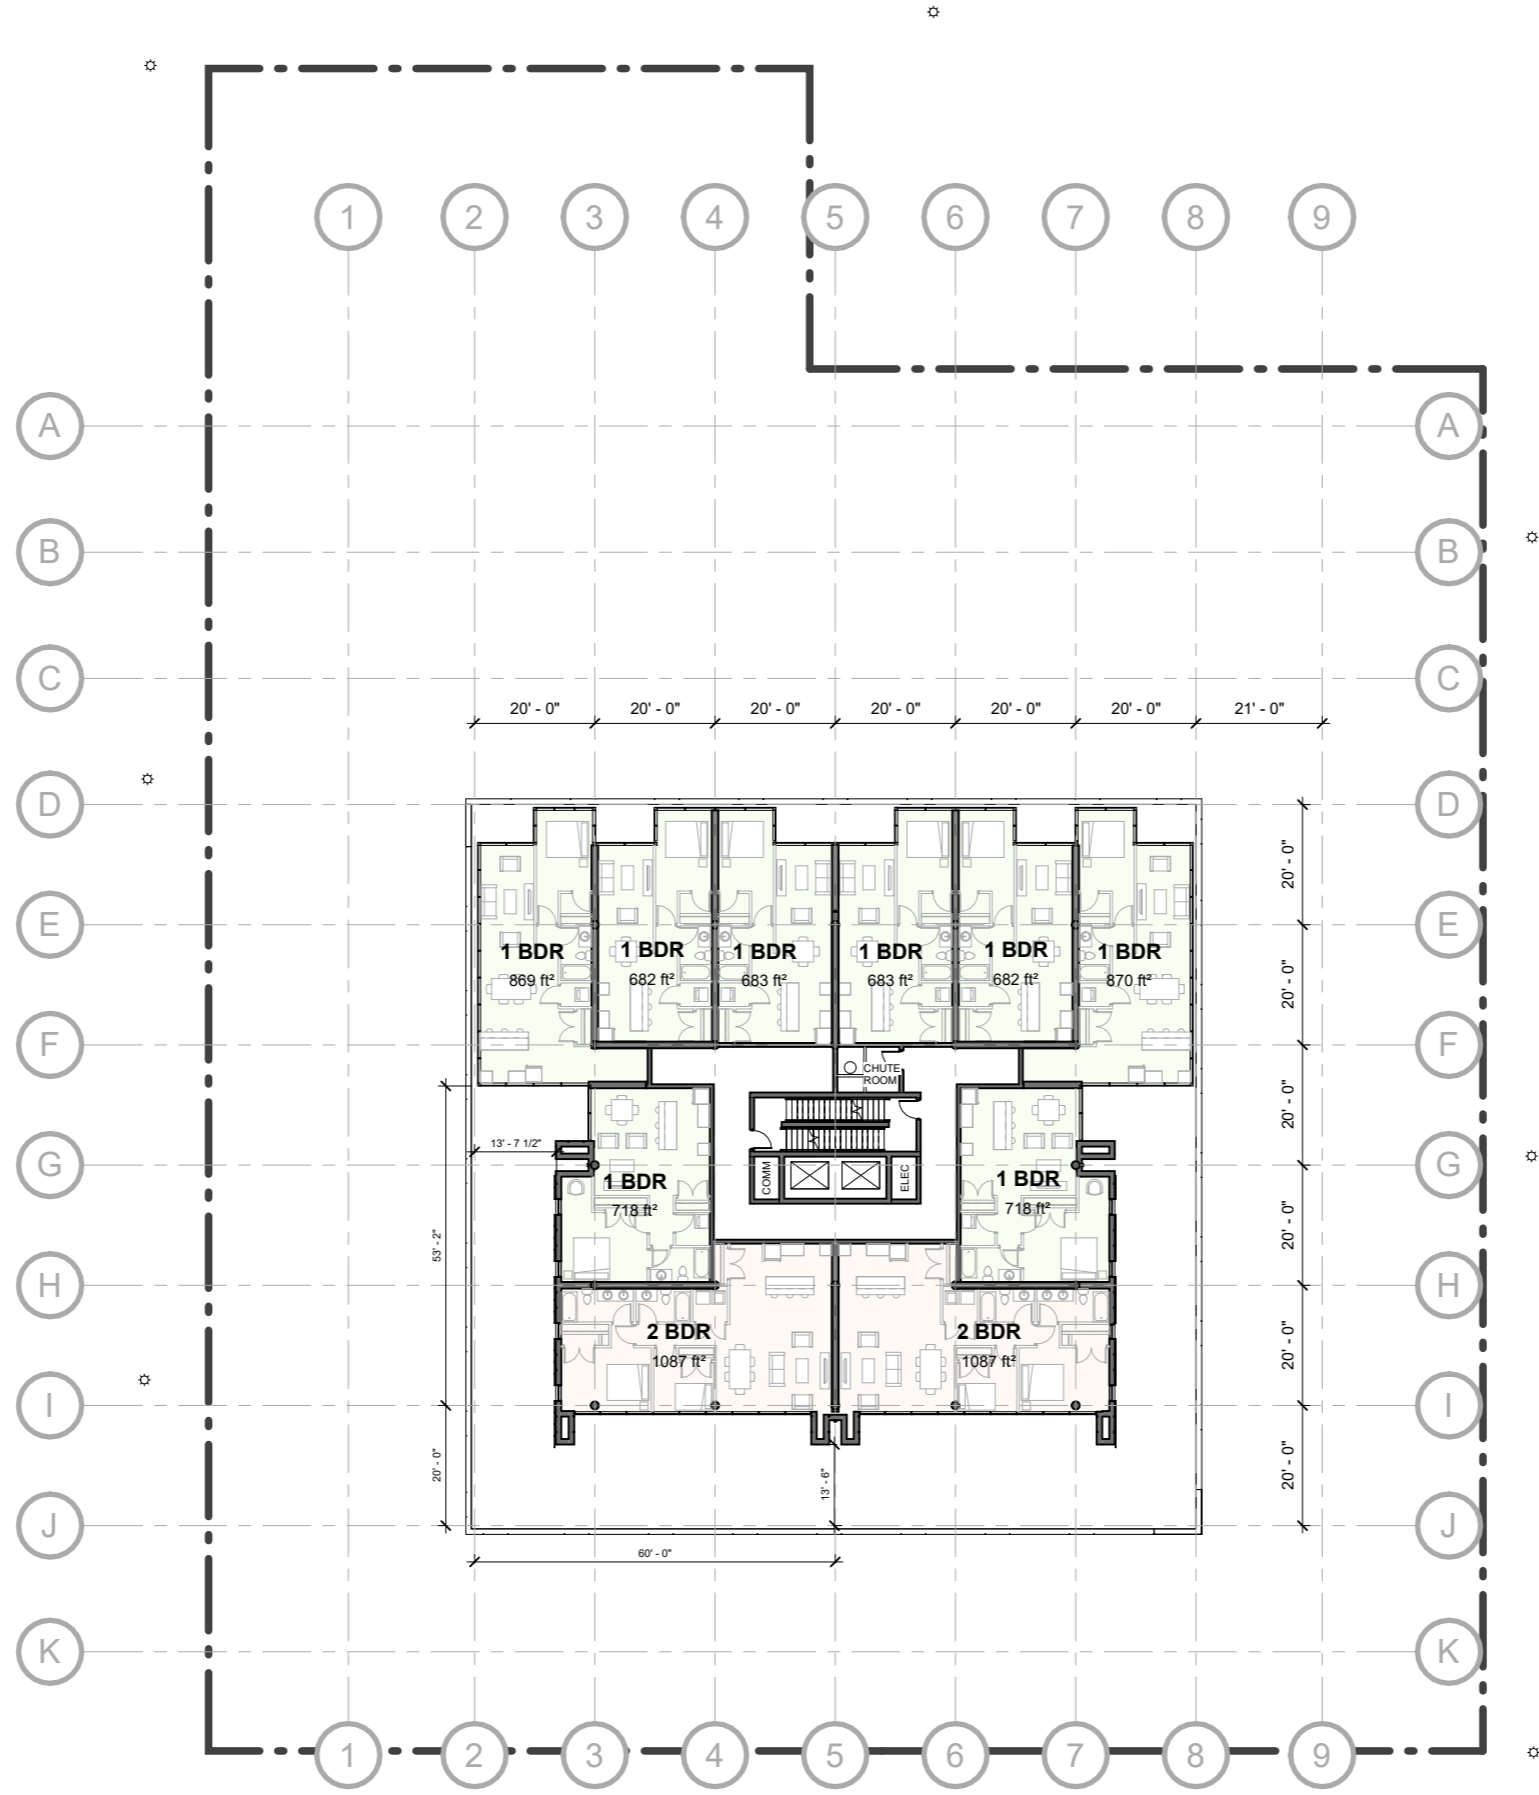 1 2 3 4 5 6 7 8 9
A A
B B
C C
20' - 0" 20' - 0" 20' - 0" 20' - 0" 20' - 0" 20' - 0" 21' - 0"
D D
20' - 0"
E E
1 BDR 1 BDR 1 BDR 1 BDR 1 BDR 1 BDR
869 ft² 682 ft² 683 ft² 683 ft² 682 ft² 870 ft²
20' - 0"
F F
CHUTE
ROOM
20' - 0"
13' - 7 1/2"
G G
COMM ELEC
1 BDR 1 BDR
718 ft² 718 ft²
53' - 2"
20' - 0"
H H
2 BDR 2 BDR
1087 ft² 1087 ft²
20' - 0"
I I
20' - 0"
13' - 6"
20' - 0"
J J
60' - 0"
K K
1 2 3 4 5 6 7 8 9